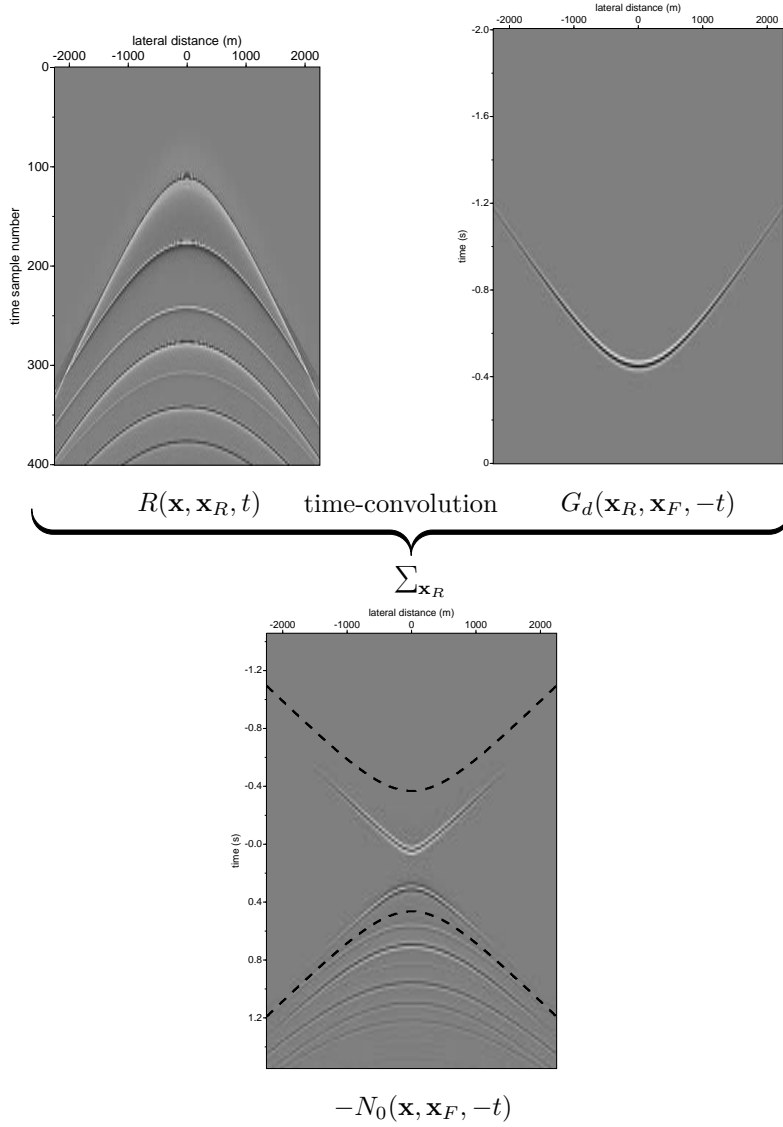 lateral distance (m)
-2000 -1000 0 1000 2000
0
100
200
300
400
time sample number
lateral distance (m)
-2000 -1000 0 1000 2000
-2.0
-1.6
-1.2
-0.8
-0.4
0
time (s)
R(x, x_R, t) time-convolution G_d(x_R, x_F, −t)
∑x_R
lateral distance (m)
-2000 -1000 0 1000 2000
-1.2
-0.8
-0.4
-0.0
0.4
0.8
1.2
time (s)
−N_0(x, x_F, −t)